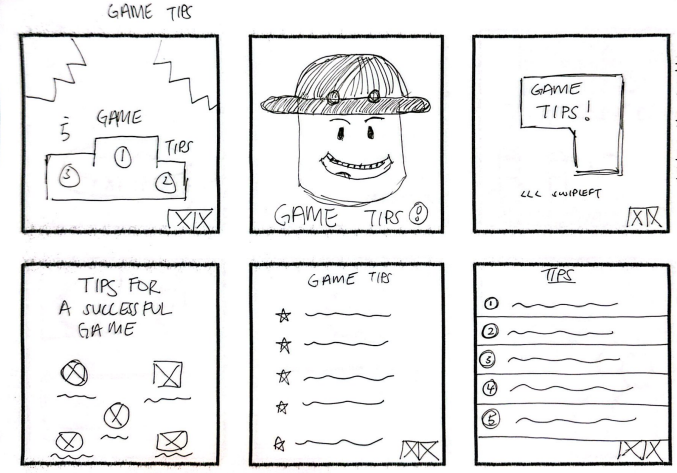 GAME TIPS
5
GAME
TIPS
1
3
2
GAME TIPS!
GAME
TIPS!
<<< SWIPLEFT
TIPS FOR
A SUCCESSFUL
GAME
GAME TIPS
TIPS
1
2
3
4
5